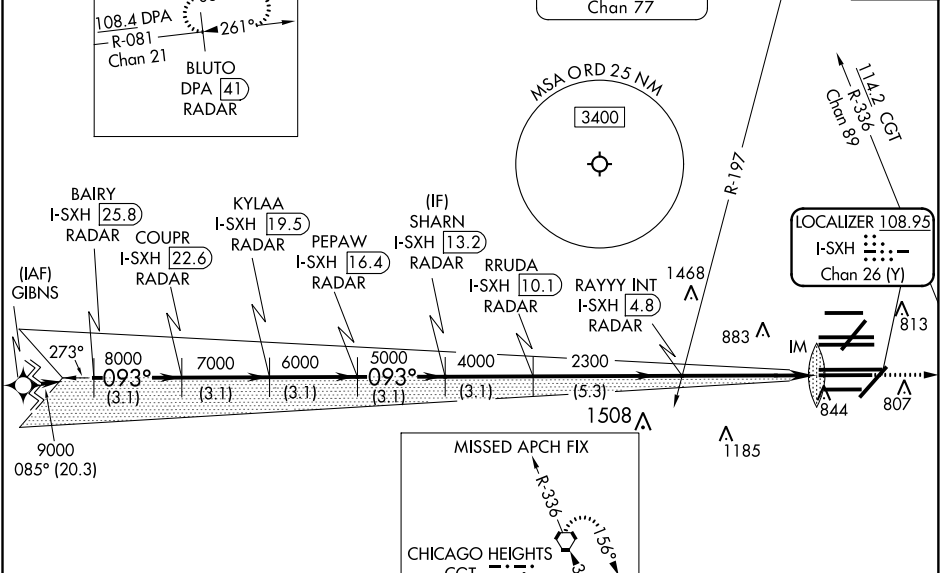 108.4 DPA
R-081
Chan 21
261°
BLUTO
DPA 41
RADAR
Chan 77
MSA ORD 25 NM
3400
R-197
114.2 CGT
R-336
Chan 89
LOCALIZER 108.95
I-SXH
Chan 26 (Y)
BAIRY
I-SXH 25.8
RADAR
COUPR
I-SXH 22.6
RADAR
KYLAA
I-SXH 19.5
RADAR
PEPAW
I-SXH 16.4
RADAR
(IF)
SHARN
I-SXH 13.2
RADAR
RRUDA
I-SXH 10.1
RADAR
RAYYY INT
I-SXH 4.8
RADAR
(IAF)
GIBNS
1468
883
813
IM
273°
8000
7000
6000
5000
4000
2300
093°
093°
(3.1)
(3.1)
(3.1)
(3.1)
(3.1)
(5.3)
844
807
9000
085° (20.3)
1508
1185
MISSED APCH FIX
R-336
156°
CHICAGO HEIGHTS
CGT